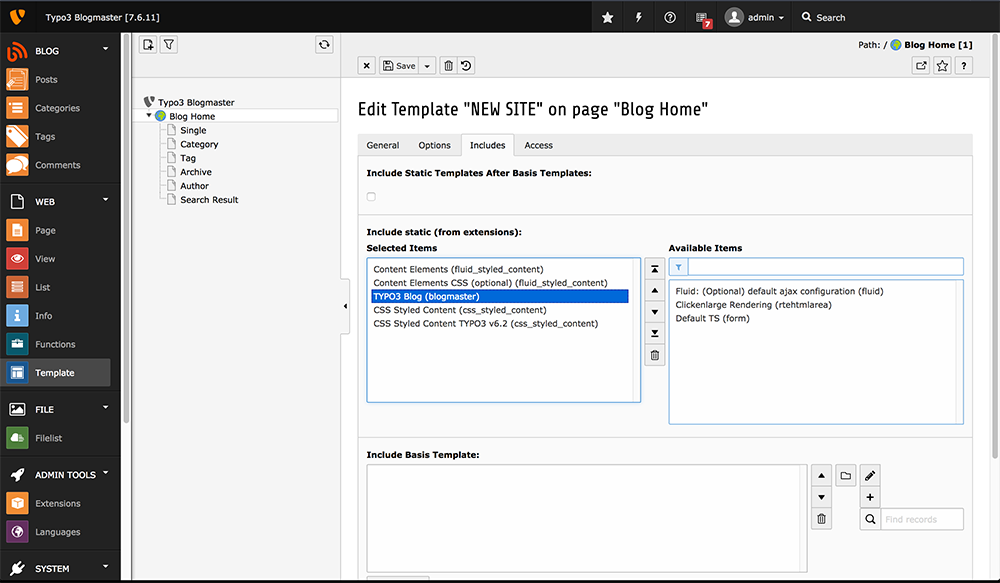 Typo3 Blogmaster [7.6.11]
7
admin
Search
BLOG
Posts
Categories
Tags
Comments
WEB
Page
View
List
Info
Functions
Template
FILE
Filelist
ADMIN TOOLS
Extensions
Languages
SYSTEM
Typo3 Blogmaster
Blog Home
Single
Category
Tag
Archive
Author
Search Result
Path: / Blog Home [1]
Save
?
Edit Template "NEW SITE" on page "Blog Home"
General Options Includes Access
Include Static Templates After Basis Templates:
Include static (from extensions):
Selected Items
Content Elements (fluid_styled_content)
Content Elements CSS (optional) (fluid_styled_content)
TYPO3 Blog (blogmaster)
CSS Styled Content (css_styled_content)
CSS Styled Content TYPO3 v6.2 (css_styled_content)
Available Items
Fluid: (Optional) default ajax configuration (fluid)
Clickenlarge Rendering (rtehtmlarea)
Default TS (form)
Include Basis Template:
Find records